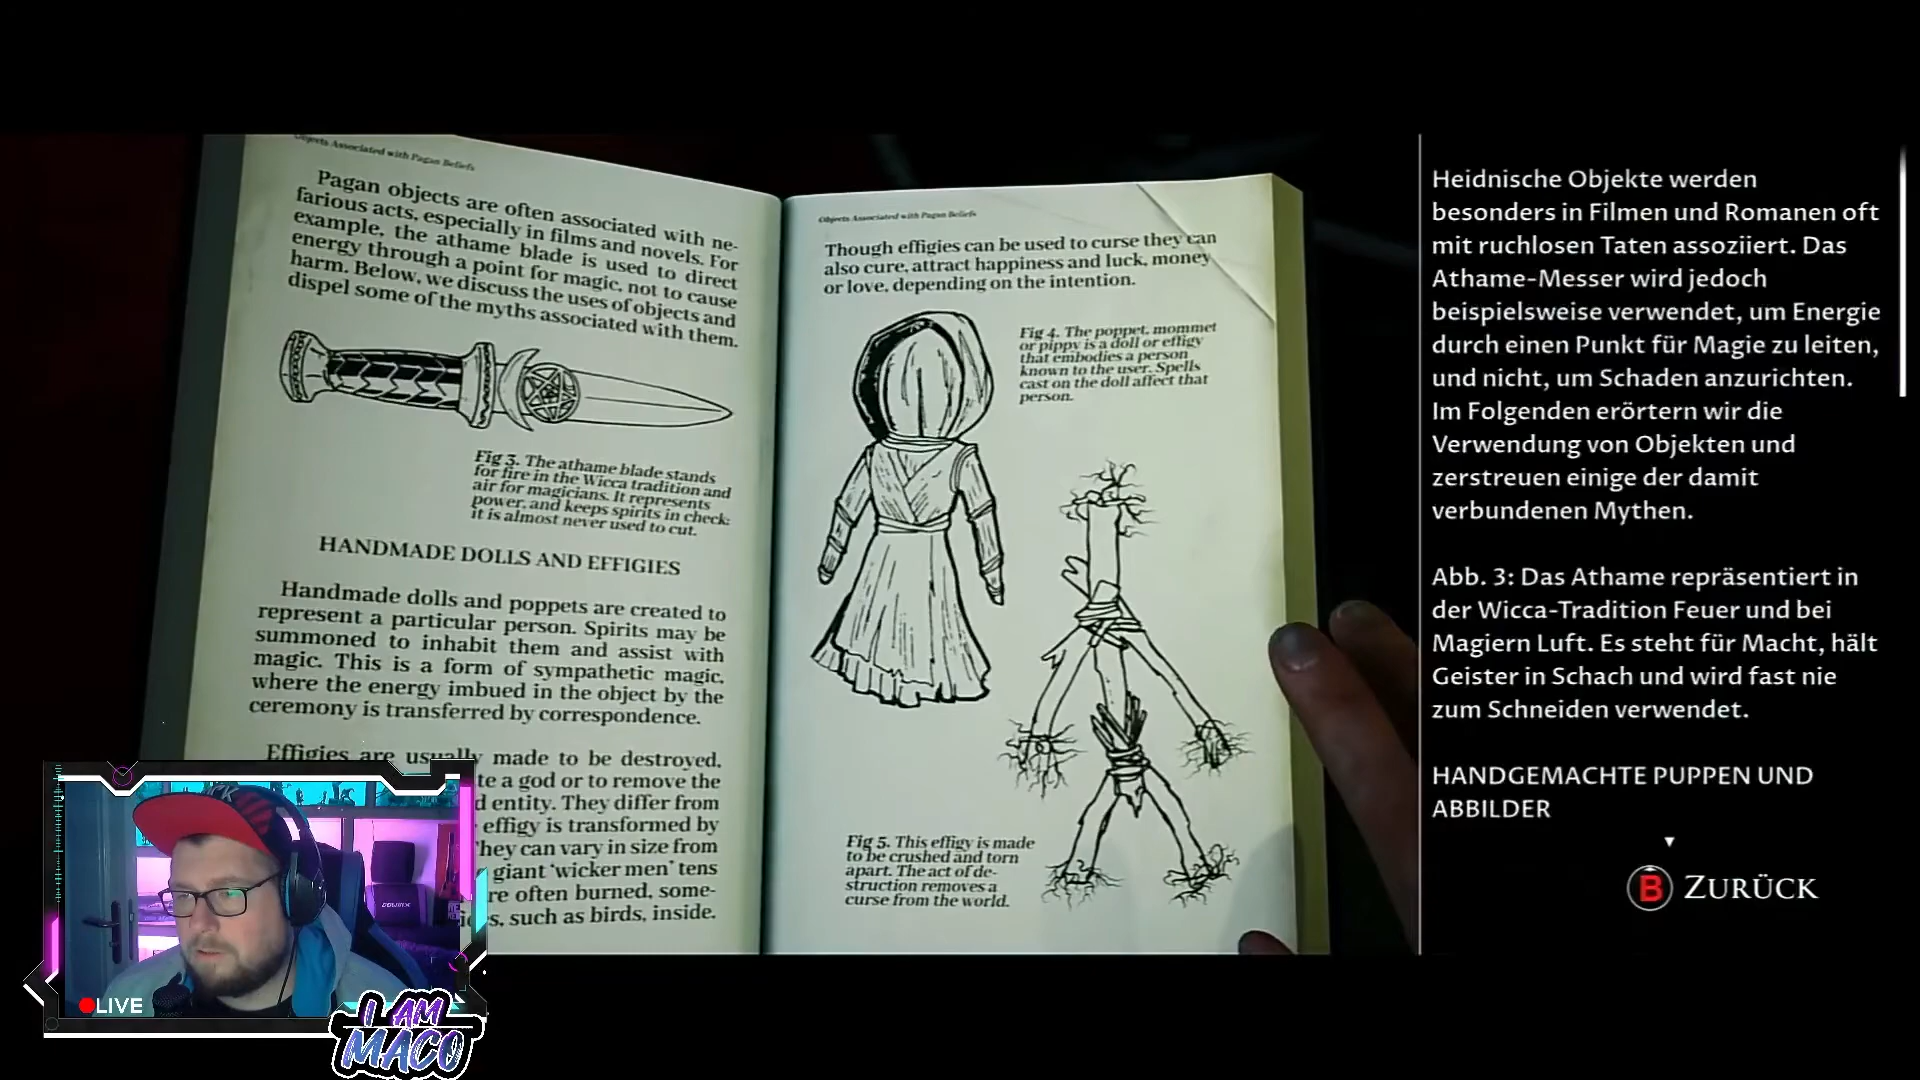 Objects Associated with Pagan Beliefs
Pagan objects are often associated with ne-
farious acts, especially in films and novels. For
example, the athame blade is used to direct
energy through a point for magic, not to cause
harm. Below, we discuss the uses of objects and
dispel some of the myths associated with them.
Fig 3. The athame blade stands
for fire in the Wicca tradition and
air for magicians. It represents
power, and keeps spirits in check;
it is almost never used to cut.
HANDMADE DOLLS AND EFFIGIES
Handmade dolls and poppets are created to
represent a particular person. Spirits may be
summoned to inhabit them and assist with
magic. This is a form of sympathetic magic,
where the energy imbued in the object by the
ceremony is transferred by correspondence.
Effigies are usually made to be destroyed,
te a god or to remove the
d entity. They differ from
effigy is transformed by
They can vary in size from
giant 'wicker men' tens
re often burned, some-
s, such as birds, inside.
Objects Associated with Pagan Beliefs
Though effigies can be used to curse they can
also cure, attract happiness and luck, money
or love, depending on the intention.
Fig 4. The poppet, mommet
or pippy is a doll or effigy
that embodies a person
known to the user. Spells
cast on the doll affect that
person.
Fig 5. This effigy is made
to be crushed and torn
apart. The act of de-
struction removes a
curse from the world.
Heidnische Objekte werden
besonders in Filmen und Romanen oft
mit ruchlosen Taten assoziiert. Das
Athame-Messer wird jedoch
beispielsweise verwendet, um Energie
durch einen Punkt für Magie zu leiten,
und nicht, um Schaden anzurichten.
Im Folgenden erörtern wir die
Verwendung von Objekten und
zerstreuen einige der damit
verbundenen Mythen.
Abb. 3: Das Athame repräsentiert in
der Wicca-Tradition Feuer und bei
Magiern Luft. Es steht für Macht, hält
Geister in Schach und wird fast nie
zum Schneiden verwendet.
HANDGEMACHTE PUPPEN UND
ABBILDER
B ZURÜCK
LIVE
I AM
MACO